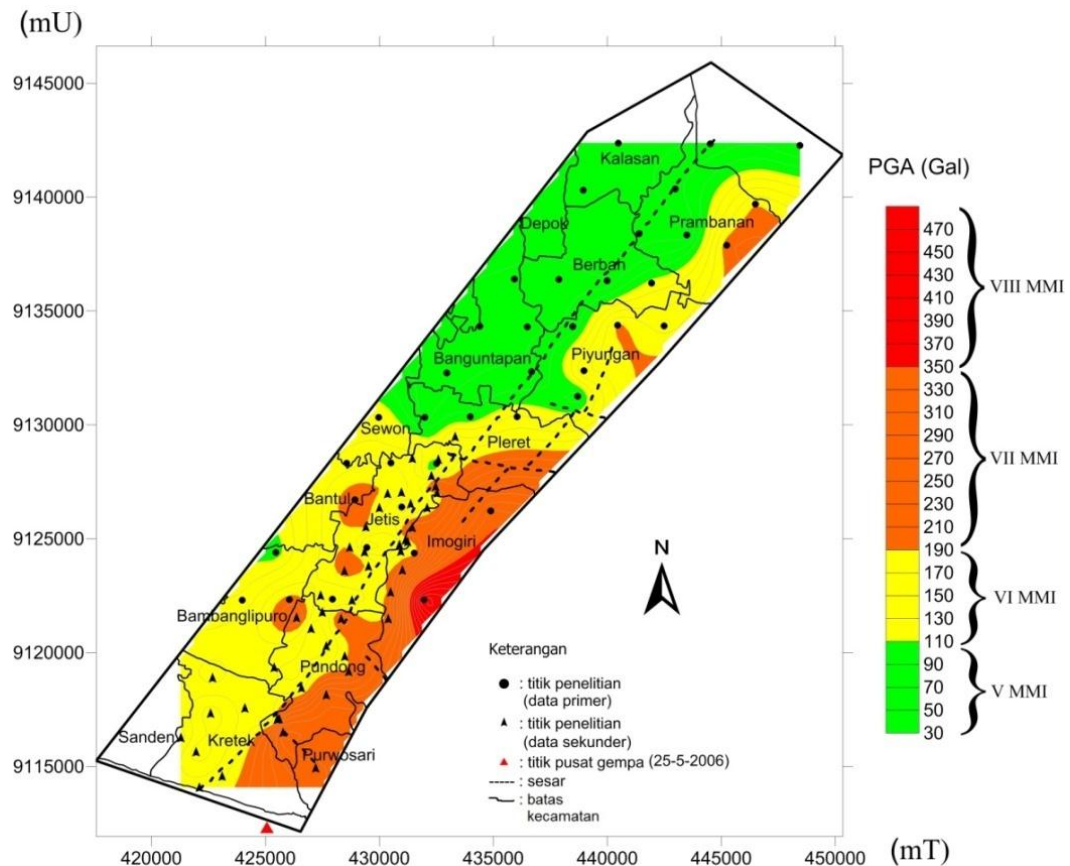 (mU)
9145000
9140000
9135000
9130000
9125000
9120000
9115000
420000 425000 430000 435000 440000 445000 450000
(mT)
Kalasan
Depok
Prambanan
Berbah
Banguntapan
Piyungan
Sewon
Pleret
Bantul
Jetis
Imogiri
Bambanglipuro
Pundong
Sanden
Kretek
Purwosari
N
Keterangan
: titik penelitian
(data primer)
: titik penelitian
(data sekunder)
: titik pusat gempa (25-5-2006)
: sesar
: batas
kecamatan
PGA (Gal)
470
450
430
410
390
370
350
330
310
290
270
250
230
210
190
170
150
130
110
90
70
50
30
VIII MMI
VII MMI
VI MMI
V MMI